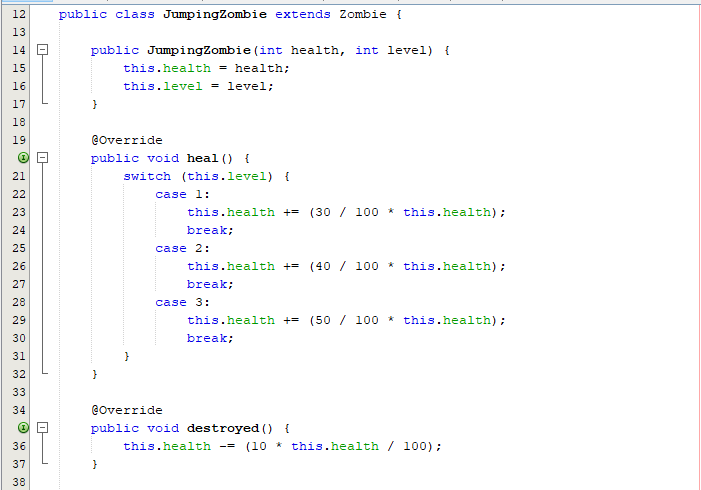 12 public class JumpingZombie extends Zombie {
13
14 public JumpingZombie(int health, int level) {
15 this.health = health;
16 this.level = level;
17 }
18
19 @Override
public void heal() {
21 switch (this.level) {
22 case 1:
23 this.health += (30 / 100 * this.health);
24 break;
25 case 2:
26 this.health += (40 / 100 * this.health);
27 break;
28 case 3:
29 this.health += (50 / 100 * this.health);
30 break;
31 }
32 }
33
34 @Override
public void destroyed() {
36 this.health -= (10 * this.health / 100);
37 }
38